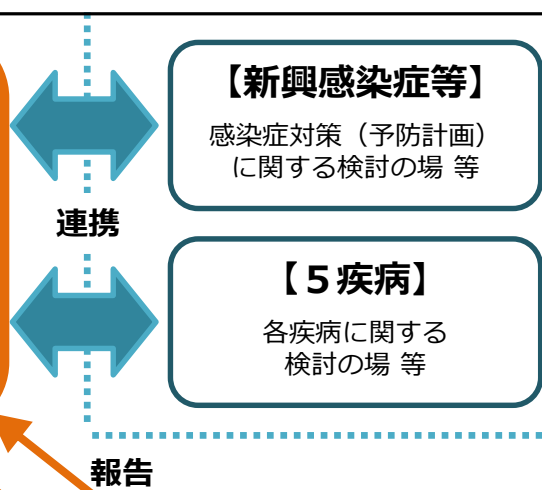 【新興感染症等】
感染症対策（予防計画）
に関する検討の場 等
連携
【５疾病】
各疾病に関する
検討の場 等
報告